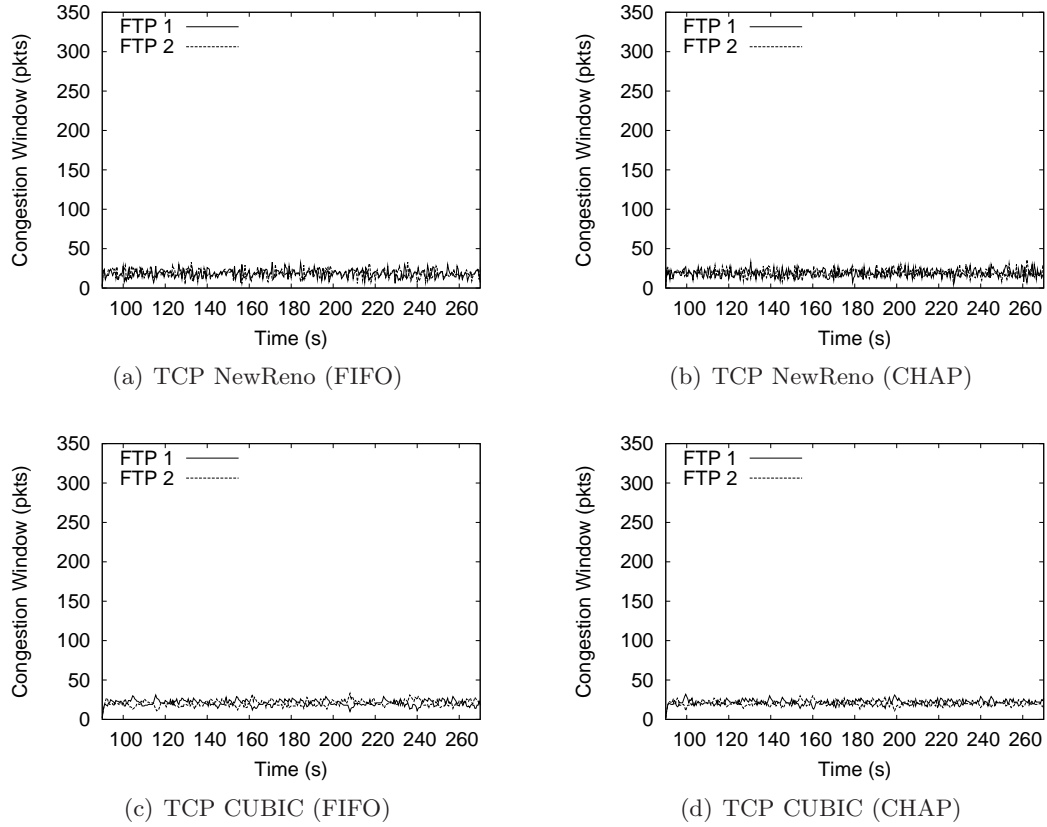 350
300
250
200
150
100
50
0
Congestion Window (pkts)
FTP 1
FTP 2
100 120 140 160 180 200 220 240 260
Time (s)
(a) TCP NewReno (FIFO)
350
300
250
200
150
100
50
0
Congestion Window (pkts)
FTP 1
FTP 2
100 120 140 160 180 200 220 240 260
Time (s)
(b) TCP NewReno (CHAP)
350
300
250
200
150
100
50
0
Congestion Window (pkts)
FTP 1
FTP 2
100 120 140 160 180 200 220 240 260
Time (s)
(c) TCP CUBIC (FIFO)
350
300
250
200
150
100
50
0
Congestion Window (pkts)
FTP 1
FTP 2
100 120 140 160 180 200 220 240 260
Time (s)
(d) TCP CUBIC (CHAP)